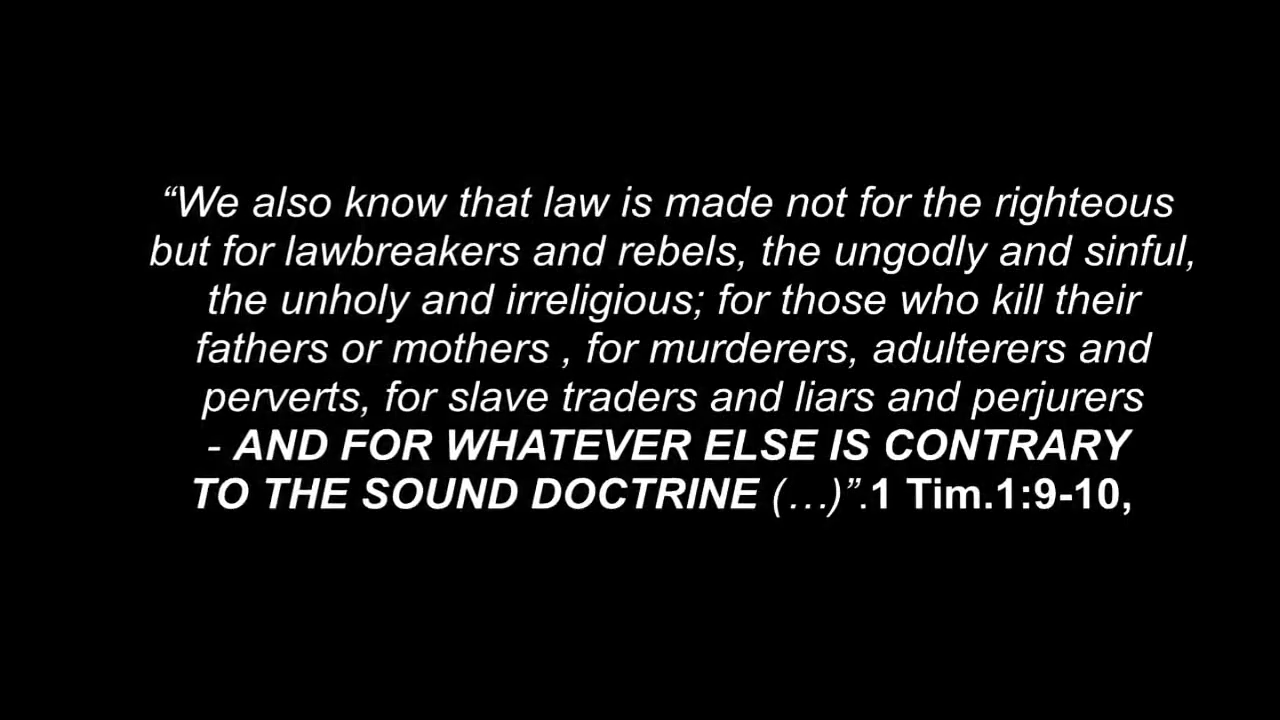 “We also know that law is made not for the righteous
but for lawbreakers and rebels, the ungodly and sinful,
the unholy and irreligious; for those who kill their
fathers or mothers , for murderers, adulterers and
perverts, for slave traders and liars and perjurers
- AND FOR WHATEVER ELSE IS CONTRARY
TO THE SOUND DOCTRINE (…)”.1 Tim.1:9-10,